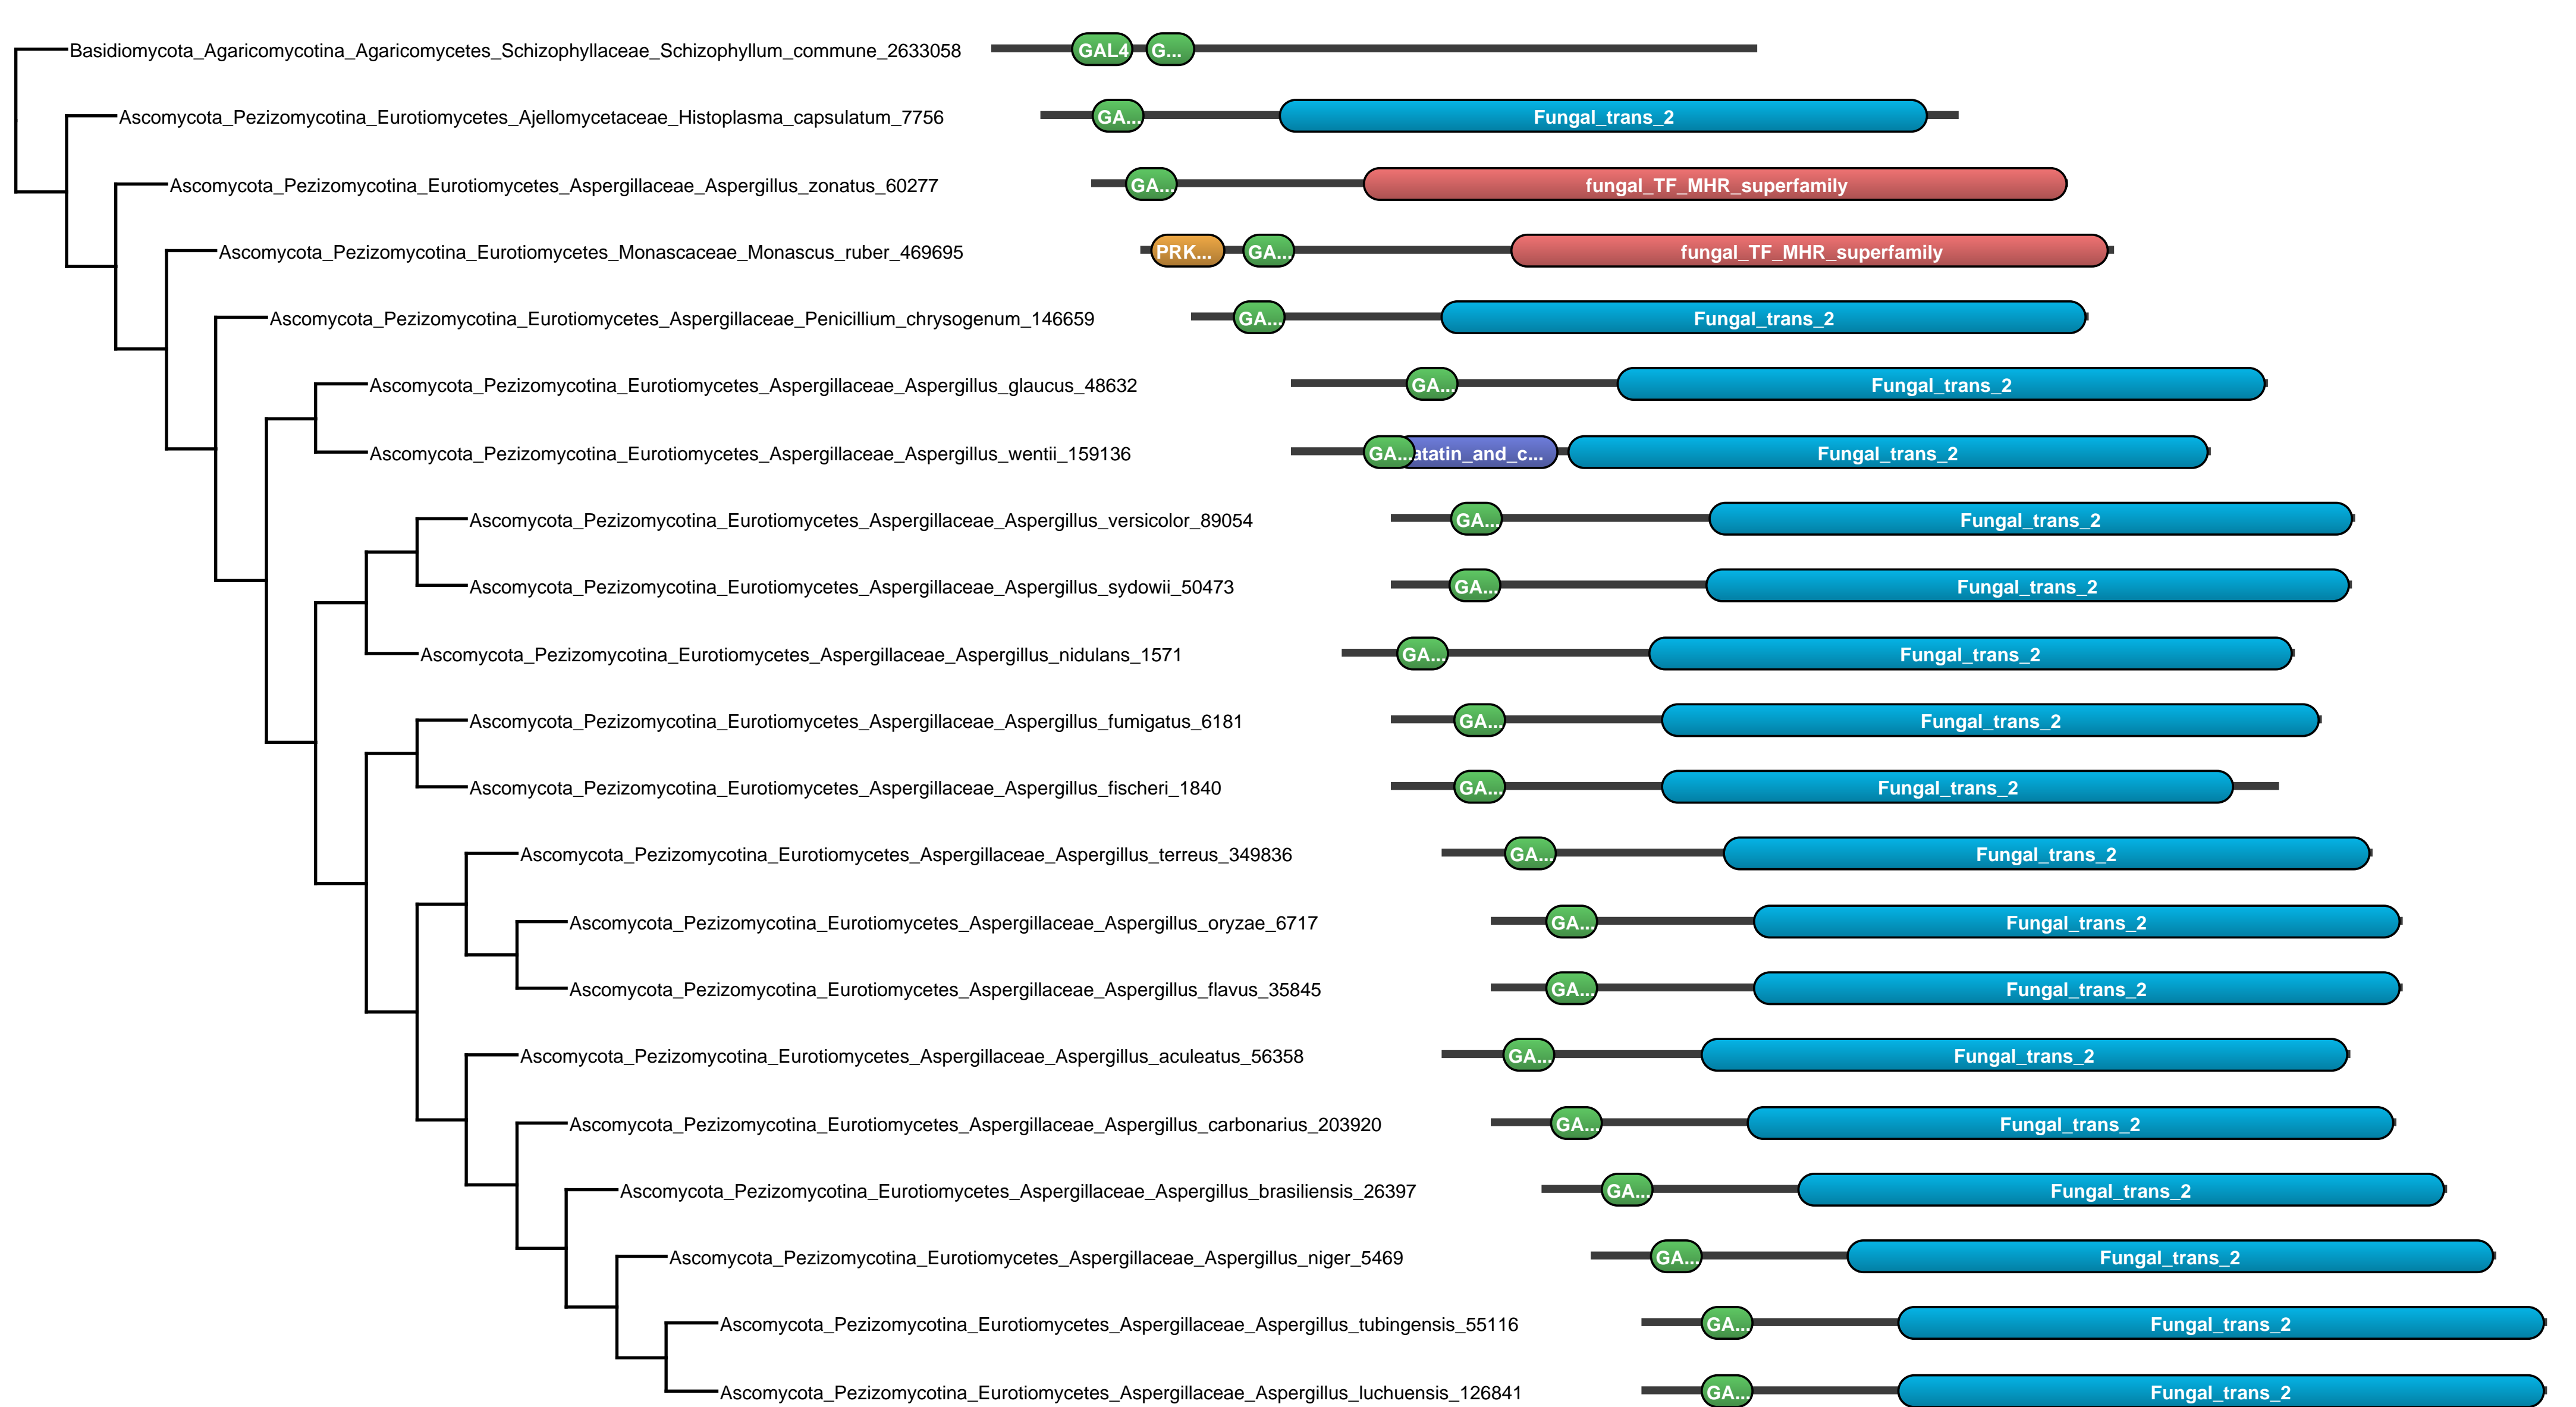 Basidiomycota_Agaricomycotina_Agaricomycetes_Schizophyllaceae_Schizophyllum_commune_2633058 GAL4 G...
Ascomycota_Pezizomycotina_Eurotiomycetes_Ajellomycetaceae_Histoplasma_capsulatum_7756 GA... Fungal_trans_2
Ascomycota_Pezizomycotina_Eurotiomycetes_Aspergillaceae_Aspergillus_zonatus_60277 GA... fungal_TF_MHR_superfamily
Ascomycota_Pezizomycotina_Eurotiomycetes_Monascaceae_Monascus_ruber_469695 PRK... GA... fungal_TF_MHR_superfamily
Ascomycota_Pezizomycotina_Eurotiomycetes_Aspergillaceae_Penicillium_chrysogenum_146659 GA... Fungal_trans_2
Ascomycota_Pezizomycotina_Eurotiomycetes_Aspergillaceae_Aspergillus_glaucus_48632 GA... Fungal_trans_2
Ascomycota_Pezizomycotina_Eurotiomycetes_Aspergillaceae_Aspergillus_wentii_159136 GA... atatin_and_c... Fungal_trans_2
Ascomycota_Pezizomycotina_Eurotiomycetes_Aspergillaceae_Aspergillus_versicolor_89054 GA... Fungal_trans_2
Ascomycota_Pezizomycotina_Eurotiomycetes_Aspergillaceae_Aspergillus_sydowii_50473 GA... Fungal_trans_2
Ascomycota_Pezizomycotina_Eurotiomycetes_Aspergillaceae_Aspergillus_nidulans_1571 GA... Fungal_trans_2
Ascomycota_Pezizomycotina_Eurotiomycetes_Aspergillaceae_Aspergillus_fumigatus_6181 GA... Fungal_trans_2
Ascomycota_Pezizomycotina_Eurotiomycetes_Aspergillaceae_Aspergillus_fischeri_1840 GA... Fungal_trans_2
Ascomycota_Pezizomycotina_Eurotiomycetes_Aspergillaceae_Aspergillus_terreus_349836 GA... Fungal_trans_2
Ascomycota_Pezizomycotina_Eurotiomycetes_Aspergillaceae_Aspergillus_oryzae_6717 GA... Fungal_trans_2
Ascomycota_Pezizomycotina_Eurotiomycetes_Aspergillaceae_Aspergillus_flavus_35845 GA... Fungal_trans_2
Ascomycota_Pezizomycotina_Eurotiomycetes_Aspergillaceae_Aspergillus_aculeatus_56358 GA... Fungal_trans_2
Ascomycota_Pezizomycotina_Eurotiomycetes_Aspergillaceae_Aspergillus_carbonarius_203920 GA... Fungal_trans_2
Ascomycota_Pezizomycotina_Eurotiomycetes_Aspergillaceae_Aspergillus_brasiliensis_26397 GA... Fungal_trans_2
Ascomycota_Pezizomycotina_Eurotiomycetes_Aspergillaceae_Aspergillus_niger_5469 GA... Fungal_trans_2
Ascomycota_Pezizomycotina_Eurotiomycetes_Aspergillaceae_Aspergillus_tubingensis_55116 GA... Fungal_trans_2
Ascomycota_Pezizomycotina_Eurotiomycetes_Aspergillaceae_Aspergillus_luchuensis_126841 GA... Fungal_trans_2